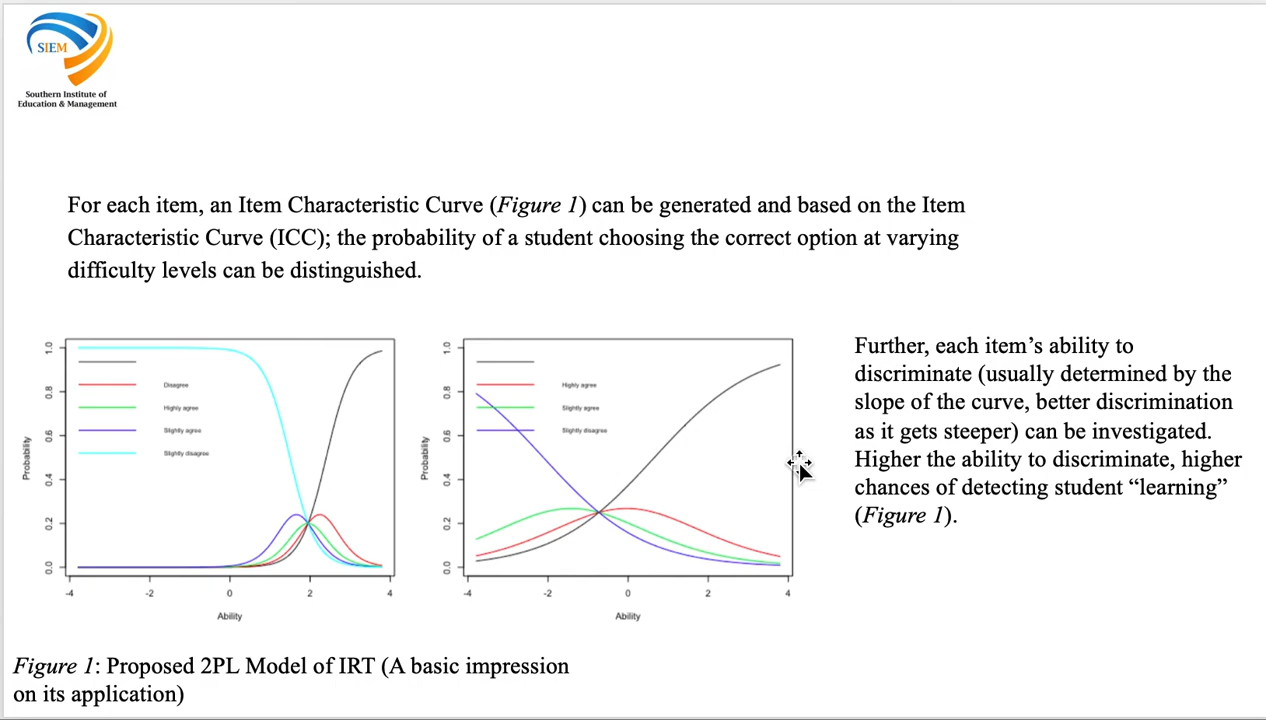 SIEM
Southern Institute of
Education & Management
For each item, an Item Characteristic Curve (Figure 1) can be generated and based on the Item
Characteristic Curve (ICC); the probability of a student choosing the correct option at varying
difficulty levels can be distinguished.
1.0
0.8
0.6
0.4
0.2
0.0
Probability
Disagree
Highly agree
Slightly agree
Slightly disagree
-4
-2
0
2
4
Ability
1.0
0.8
0.6
0.4
0.2
0.0
Probability
Highly agree
Slightly agree
Slightly disagree
-4
-2
0
2
4
Ability
Further, each item’s ability to
discriminate (usually determined by the
slope of the curve, better discrimination
as it gets steeper) can be investigated.
Higher the ability to discriminate, higher
chances of detecting student “learning”
(Figure 1).
Figure 1: Proposed 2PL Model of IRT (A basic impression
on its application)